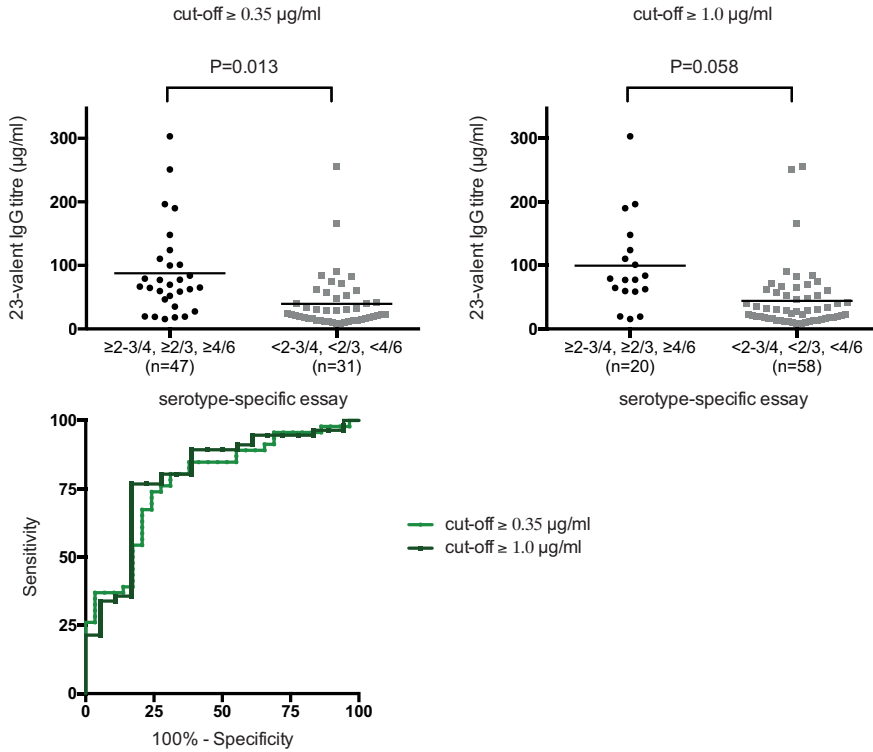 cut-off ≥ 0.35 µg/ml
P=0.013
23-valent IgG titre (µg/ml)
300
200
100
0
≥2-3/4, ≥2/3, ≥4/6
(n=47)
<2-3/4, <2/3, <4/6
(n=31)
serotype-specific essay
cut-off ≥ 1.0 µg/ml
P=0.058
23-valent IgG titre (µg/ml)
300
200
100
0
≥2-3/4, ≥2/3, ≥4/6
(n=20)
<2-3/4, <2/3, <4/6
(n=58)
serotype-specific essay
Sensitivity
100
75
50
25
0
0 25 50 75 100
100% - Specificity
cut-off ≥ 0.35 µg/ml
cut-off ≥ 1.0 µg/ml